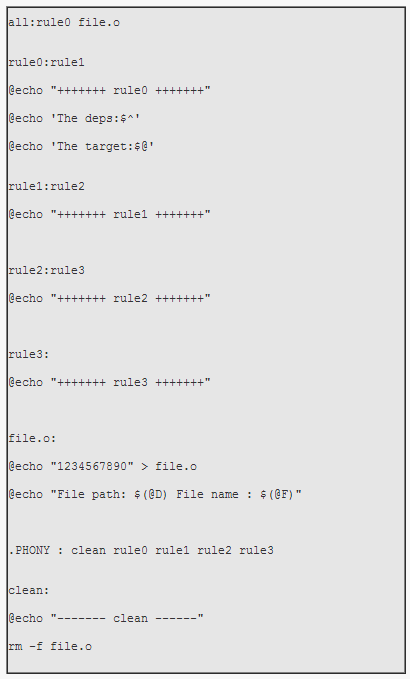 all:rule0 file.o
rule0:rule1
@echo "+++++++ rule0 +++++++"
@echo 'The deps:$^'
@echo 'The target:$@'
rule1:rule2
@echo "+++++++ rule1 +++++++"
rule2:rule3
@echo "+++++++ rule2 +++++++"
rule3:
@echo "+++++++ rule3 +++++++"
file.o:
@echo "1234567890" > file.o
@echo "File path: $(@D) File name : $(@F)"
.PHONY : clean rule0 rule1 rule2 rule3
clean:
@echo "------- clean ------"
rm -f file.o